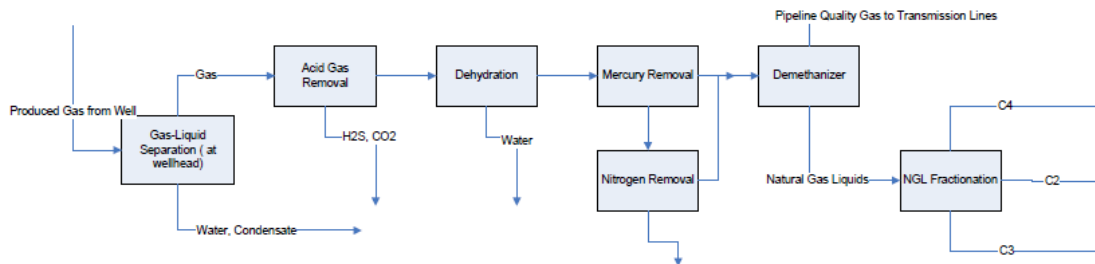 Pipeline Quality Gas to Transmission Lines
Gas
Acid Gas
Removal
Dehydration
Mercury Removal
Demethanizer
Produced Gas from Well
Gas-Liquid
Separation ( at
wellhead)
H2S, CO2
Water
C4
Nitrogen Removal
Natural Gas Liquids
NGL Fractionation
C2
Water, Condensate
C3